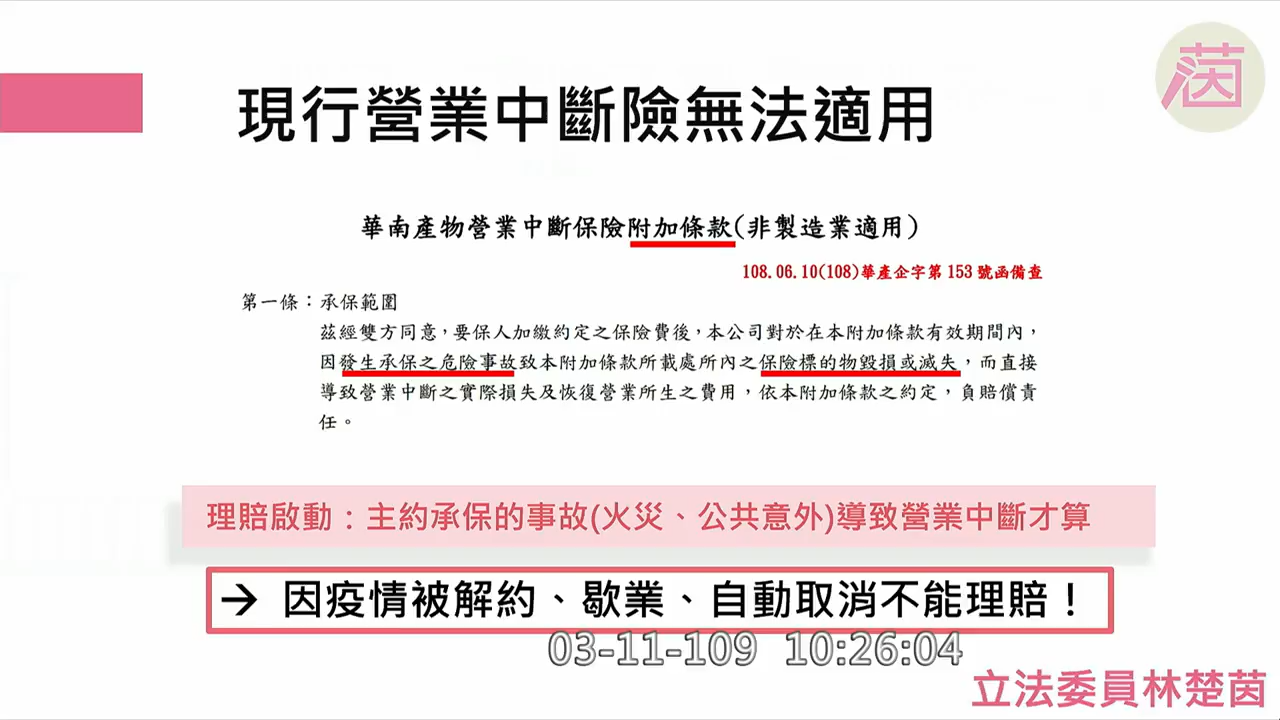 茵
現行營業中斷險無法適用
華南產物營業中斷保險附加條款(非製造業適用)
108.06.10(108)華產企字第153號函備查
第一條：承保範圍
茲經雙方同意，要保人加繳約定之保險費後，本公司對於在本附加條款有效期間內，
因發生承保之危險事故致本附加條款所載處所內之保險標的物毀損或滅失，而直接
導致營業中斷之實際損失及恢復營業所生之費用，依本附加條款之約定，負賠償責
任。
理賠啟動：主約承保的事故(火災、公共意外)導致營業中斷才算
→ 因疫情被解約、歇業、自動取消不能理賠！
03-11-109 10:26:04
立法委員林楚茵